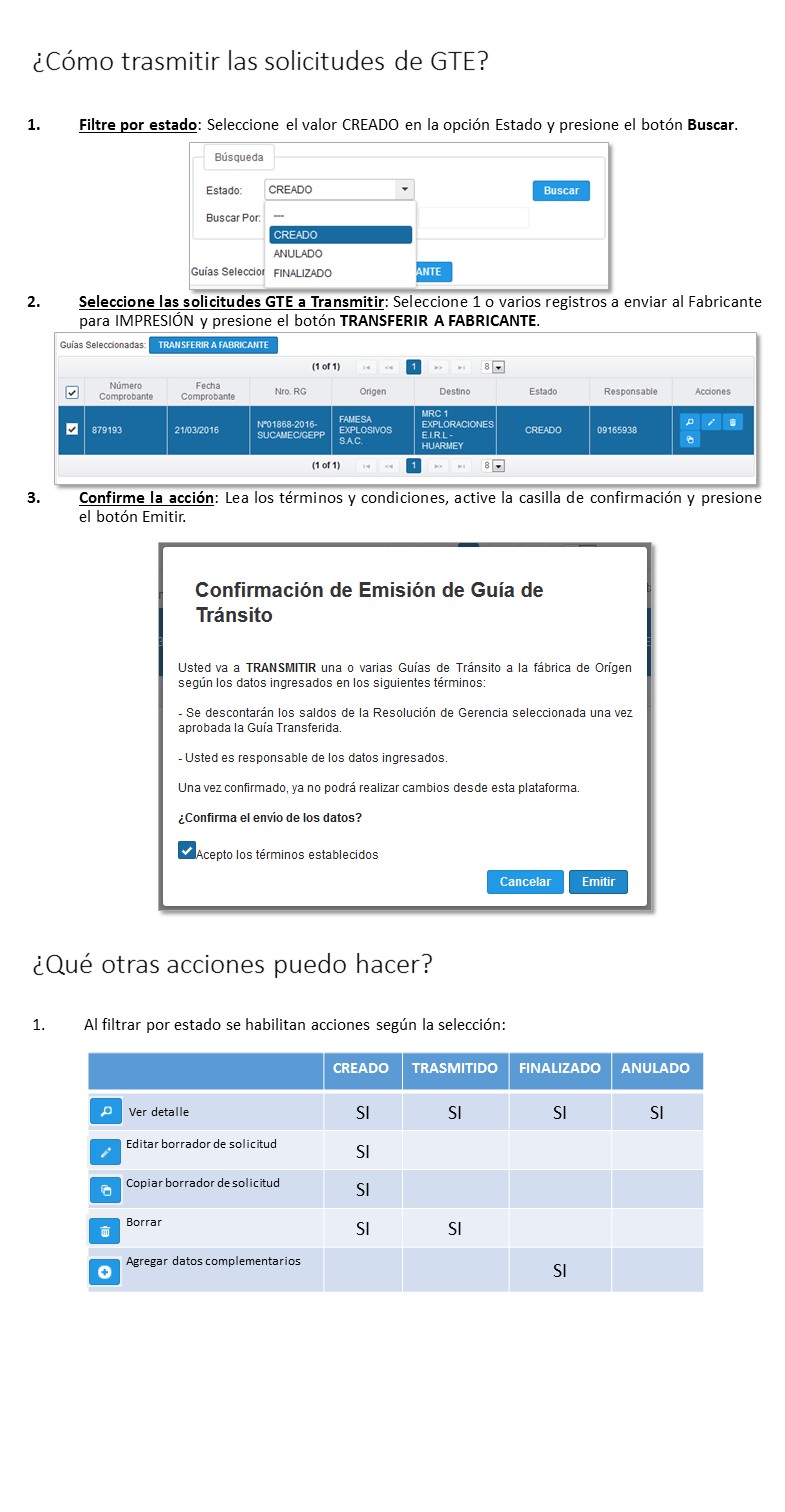 ¿Cómo trasmitir las solicitudes de GTE?
1. Filtre por estado: Seleccione el valor CREADO en la opción Estado y presione el botón Buscar.
Búsqueda
Estado: CREADO Buscar
Buscar Por: ---
CREADO
ANULADO
Guías Seleccior FINALIZADO ANTE
2. Seleccione las solicitudes GTE a Transmitir: Seleccione 1 o varios registros a enviar al Fabricante
para IMPRESIÓN y presione el botón TRANSFERIR A FABRICANTE.
Guías Seleccionadas: TRANSFERIR A FABRICANTE
(1 of 1) 1 8
Número Comprobante Fecha Comprobante Nro. RG Origen Destino Estado Responsable Acciones
879193 21/03/2016 N°01868-2016-SUCAMEC/GEPP FAMESA EXPLOSIVOS S.A.C. MRC 1 EXPLORACIONES E.I.R.L - HUARMEY CREADO 09165938
(1 of 1) 1 8
3. Confirme la acción: Lea los términos y condiciones, active la casilla de confirmación y presione
el botón Emitir.
Confirmación de Emisión de Guía de
Tránsito
Usted va a TRANSMITIR una o varias Guías de Tránsito a la fábrica de Orígen
según los datos ingresados en los siguientes términos:
- Se descontarán los saldos de la Resolución de Gerencia seleccionada una vez
aprobada la Guía Transferida.
- Usted es responsable de los datos ingresados.
Una vez confirmado, ya no podrá realizar cambios desde esta plataforma.
¿Confirma el envío de los datos?
Acepto los términos establecidos
Cancelar Emitir
¿Qué otras acciones puedo hacer?
1. Al filtrar por estado se habilitan acciones según la selección:
CREADO TRASMITIDO FINALIZADO ANULADO
Ver detalle SI SI SI SI
Editar borrador de solicitud SI
Copiar borrador de solicitud SI
Borrar SI SI
Agregar datos complementarios SI